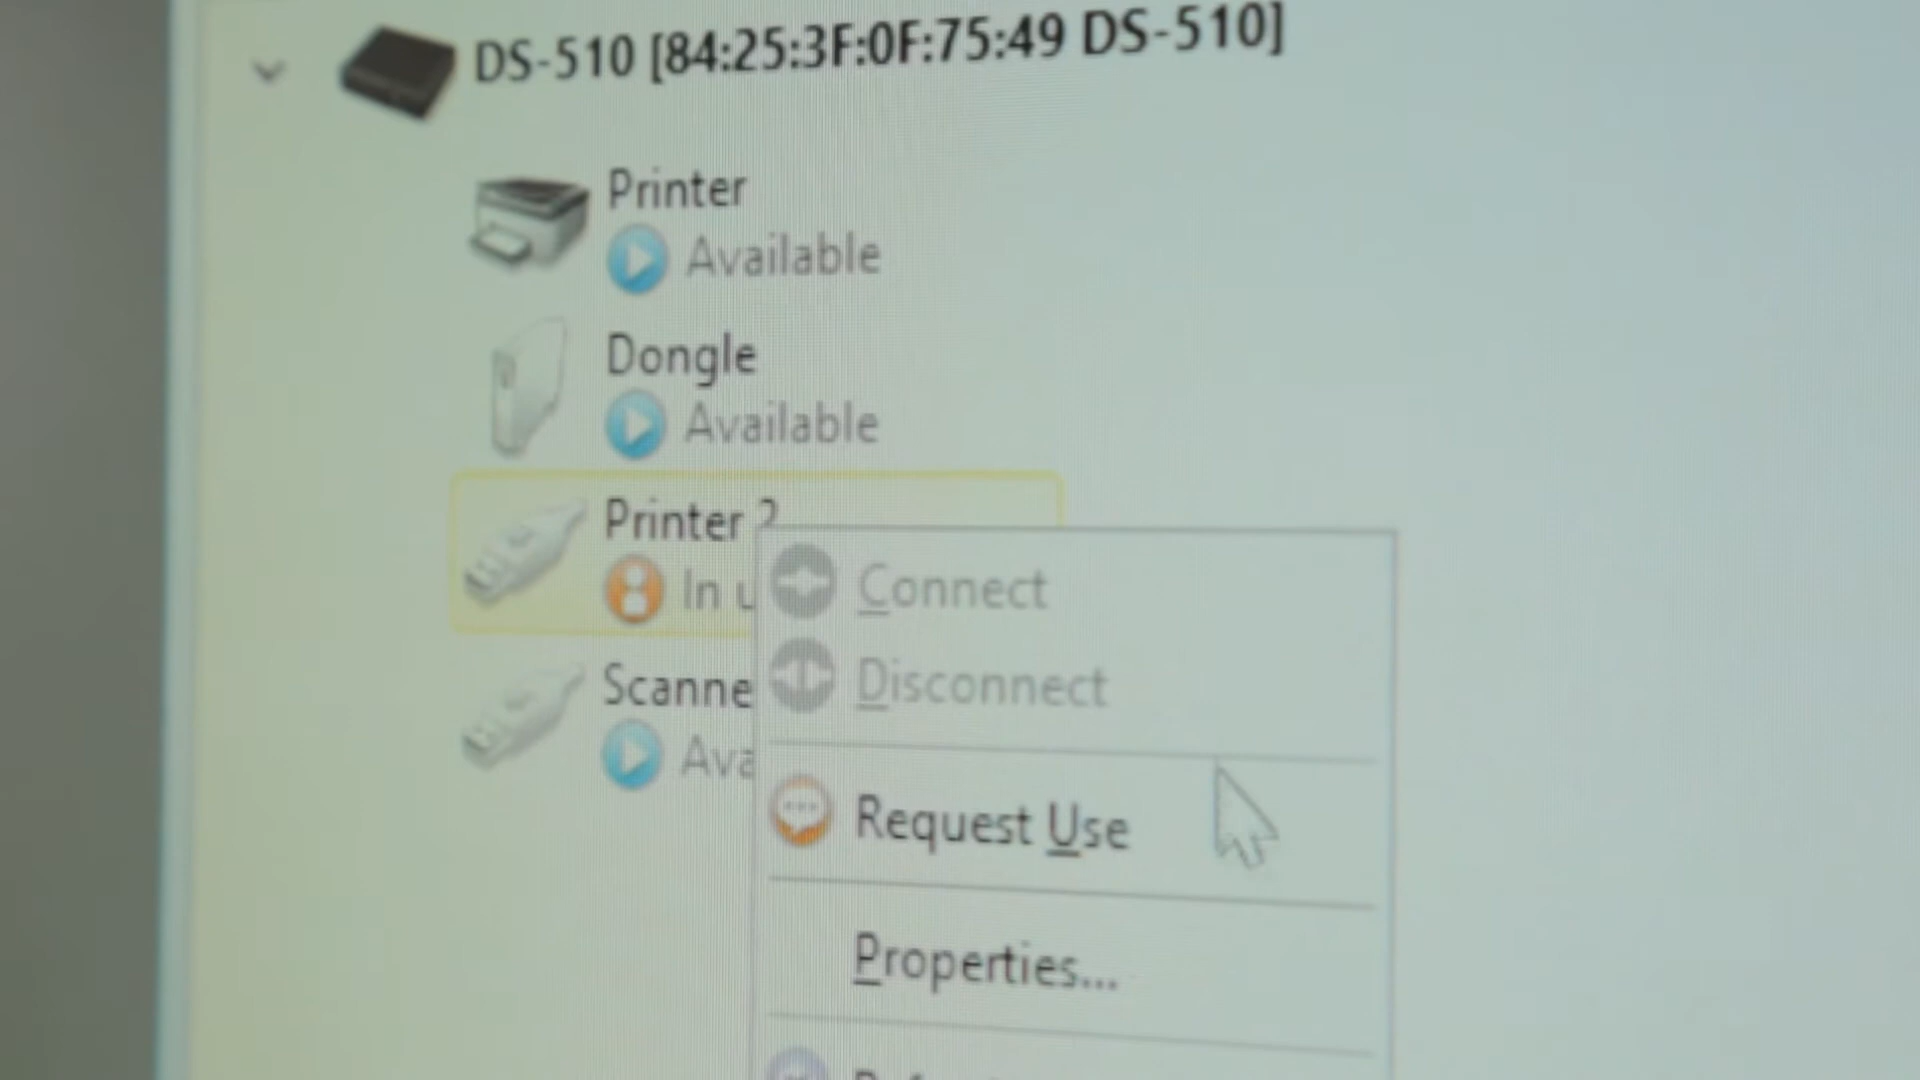 DS-510 [84:25:3F:0F:75:49 DS-510]
Printer
Available
Dongle
Available
Printer 2
In u
Connect
Disconnect
Scanne
Ava
Request Use
Properties...